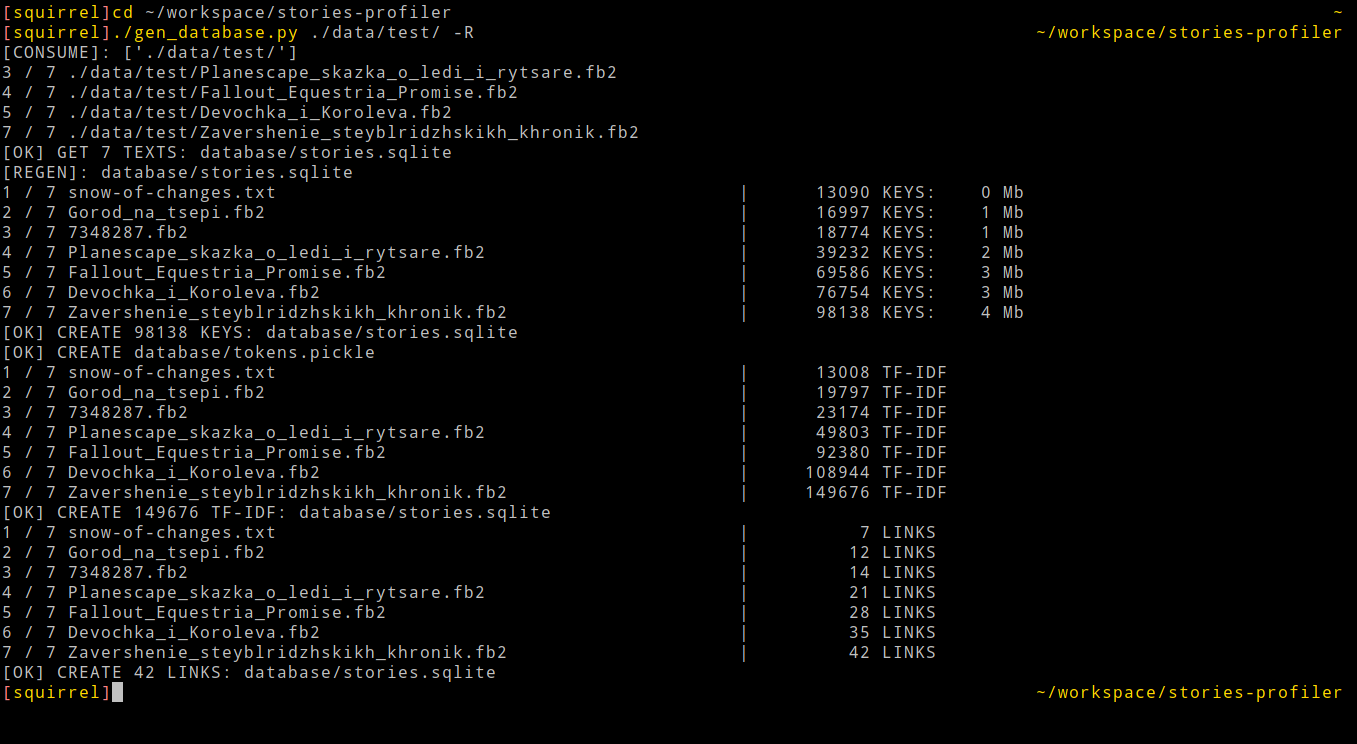 [squirrel]cd ~/workspace/stories-profiler ~
[squirrel]./gen_database.py ./data/test/ -R ~/workspace/stories-profiler
[CONSUME]: ['./data/test/']
3 / 7 ./data/test/Planescape_skazka_o_ledi_i_rytsare.fb2
4 / 7 ./data/test/Fallout_Equestria_Promise.fb2
5 / 7 ./data/test/Devochka_i_Koroleva.fb2
7 / 7 ./data/test/Zavershenie_steyblridzhskikh_khronik.fb2
[OK] GET 7 TEXTS: database/stories.sqlite
[REGEN]: database/stories.sqlite
1 / 7 snow-of-changes.txt | 13090 KEYS: 0 Mb
2 / 7 Gorod_na_tsepi.fb2 | 16997 KEYS: 1 Mb
3 / 7 7348287.fb2 | 18774 KEYS: 1 Mb
4 / 7 Planescape_skazka_o_ledi_i_rytsare.fb2 | 39232 KEYS: 2 Mb
5 / 7 Fallout_Equestria_Promise.fb2 | 69586 KEYS: 3 Mb
6 / 7 Devochka_i_Koroleva.fb2 | 76754 KEYS: 3 Mb
7 / 7 Zavershenie_steyblridzhskikh_khronik.fb2 | 98138 KEYS: 4 Mb
[OK] CREATE 98138 KEYS: database/stories.sqlite
[OK] CREATE database/tokens.pickle
1 / 7 snow-of-changes.txt | 13008 TF-IDF
2 / 7 Gorod_na_tsepi.fb2 | 19797 TF-IDF
3 / 7 7348287.fb2 | 23174 TF-IDF
4 / 7 Planescape_skazka_o_ledi_i_rytsare.fb2 | 49803 TF-IDF
5 / 7 Fallout_Equestria_Promise.fb2 | 92380 TF-IDF
6 / 7 Devochka_i_Koroleva.fb2 | 108944 TF-IDF
7 / 7 Zavershenie_steyblridzhskikh_khronik.fb2 | 149676 TF-IDF
[OK] CREATE 149676 TF-IDF: database/stories.sqlite
1 / 7 snow-of-changes.txt | 7 LINKS
2 / 7 Gorod_na_tsepi.fb2 | 12 LINKS
3 / 7 7348287.fb2 | 14 LINKS
4 / 7 Planescape_skazka_o_ledi_i_rytsare.fb2 | 21 LINKS
5 / 7 Fallout_Equestria_Promise.fb2 | 28 LINKS
6 / 7 Devochka_i_Koroleva.fb2 | 35 LINKS
7 / 7 Zavershenie_steyblridzhskikh_khronik.fb2 | 42 LINKS
[OK] CREATE 42 LINKS: database/stories.sqlite
[squirrel] ~/workspace/stories-profiler